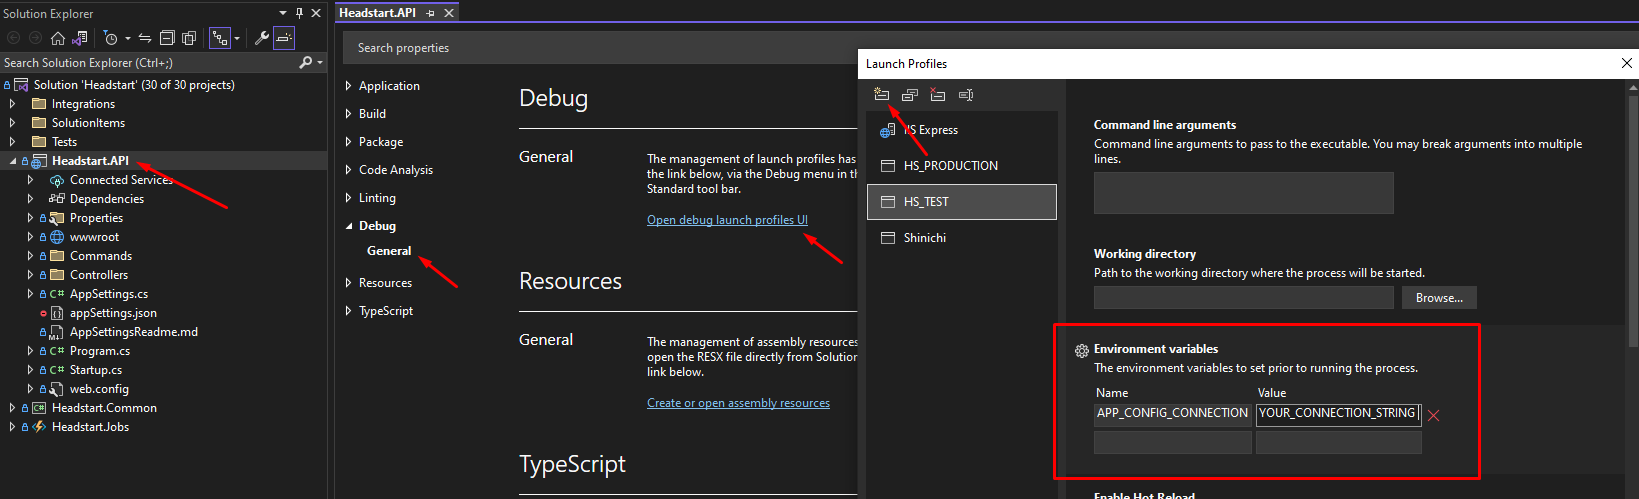 Solution Explorer
Search Solution Explorer (Ctrl+;)
Solution 'Headstart' (30 of 30 projects)
Integrations
SolutionItems
Tests
Headstart.API
Connected Services
Dependencies
Properties
wwwroot
Commands
Controllers
C# AppSettings.cs
appSettings.json
M↓ AppSettingsReadme.md
C# Program.cs
C# Startup.cs
web.config
C# Headstart.Common
Headstart.Jobs
Headstart.API
Search properties
Application
Build
Package
Code Analysis
Linting
Debug
General
Resources
TypeScript
Debug
General
The management of launch profiles has
the link below, via the Debug menu in th
Standard tool bar.
Open debug launch profiles UI
Resources
General
The management of assembly resources
open the RESX file directly from Solution
link below.
Create or open assembly resources
TypeScript
Launch Profiles
IIS Express
HS_PRODUCTION
HS_TEST
Shinichi
Command line arguments
Command line arguments to pass to the executable. You may break arguments into multiple
lines.
Working directory
Path to the working directory where the process will be started.
Browse...
Environment variables
The environment variables to set prior to running the process.
Name Value
APP_CONFIG_CONNECTION YOUR_CONNECTION_STRING
Enable Hot Reload